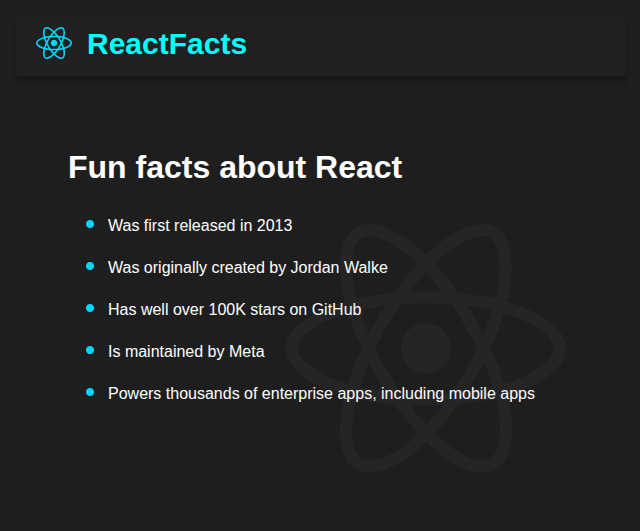 ReactFacts
Fun facts about React
Was first released in 2013
Was originally created by Jordan Walke
Has well over 100K stars on GitHub
Is maintained by Meta
Powers thousands of enterprise apps, including mobile apps